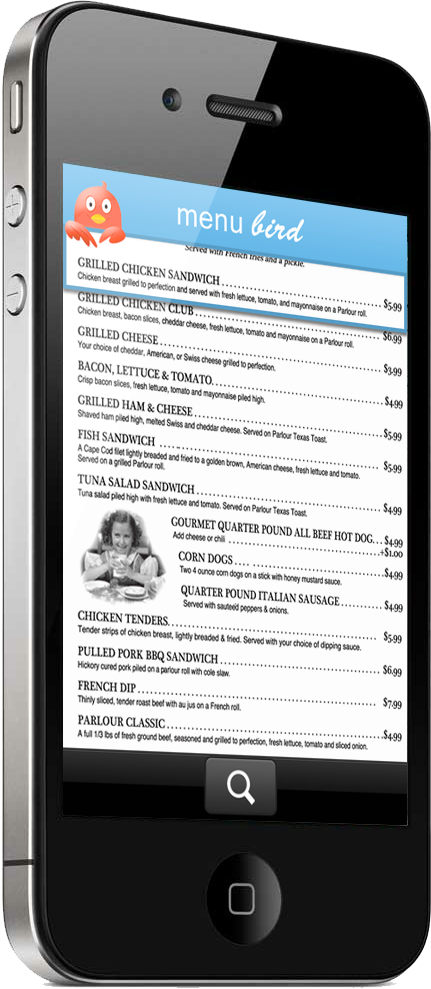 menu bird
Served with French fries and a pickle.
GRILLED CHICKEN SANDWICH ........ $5.99
Chicken breast grilled to perfection and served with fresh lettuce, tomato, and mayonnaise on a Parlour roll.
GRILLED CHICKEN CLUB ........ $6.99
Chicken breast, bacon slices, cheddar cheese, fresh lettuce, tomato and mayonnaise on a Parlour roll.
GRILLED CHEESE ........ $3.99
Your choice of cheddar, American, or Swiss cheese grilled to perfection.
BACON, LETTUCE & TOMATO ........ $4.99
Crisp bacon slices, fresh lettuce, tomato and mayonnaise piled high.
GRILLED HAM & CHEESE ........ $5.99
Shaved ham piled high, melted Swiss and cheddar cheese. Served on Parlour Texas Toast.
FISH SANDWICH ........ $5.99
A Cape Cod filet lightly breaded and fried to a golden brown, American cheese, fresh lettuce and tomato.
Served on a grilled Parlour roll.
TUNA SALAD SANDWICH ........ $4.99
Tuna salad piled high with fresh lettuce and tomato. Served on Parlour Texas Toast.
GOURMET QUARTER POUND ALL BEEF HOT DOG... $4.99
Add cheese or chili ........ +$1.00
CORN DOGS ........ $4.99
Two 4 ounce corn dogs on a stick with honey mustard sauce.
QUARTER POUND ITALIAN SAUSAGE ........ $4.99
Served with sauteéd peppers & onions.
CHICKEN TENDERS ........ $5.99
Tender strips of chicken breast, lightly breaded & fried. Served with your choice of dipping sauce.
PULLED PORK BBQ SANDWICH ........ $6.99
Hickory cured pork piled on a parlour roll with cole slaw.
FRENCH DIP ........ $7.99
Thinly sliced, tender roast beef with au jus on a French roll.
PARLOUR CLASSIC ........ $4.99
A full 1/3 lbs of fresh ground beef, seasoned and grilled to perfection, fresh lettuce, tomato and sliced onion.